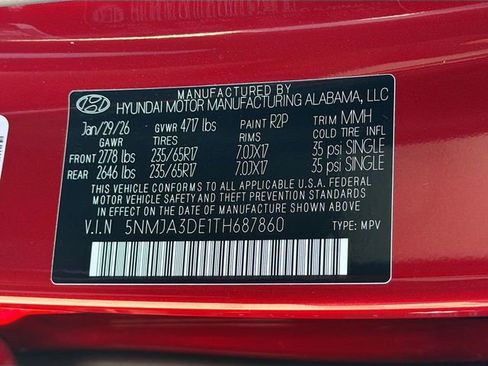 MANUFACTURED BY
HYUNDAI MOTOR MANUFACTURING ALABAMA, LLC
Jan/29/26 GVWR 4717 lbs PAINT R2P TRIM MMH
GAWR TIRES RIMS COLD TIRE PRESSURE
FRONT 2778 lbs 235/65R17 7.0JX17 35 psi SINGLE
REAR 2646 lbs 235/65R17 7.0JX17 35 psi SINGLE
THIS VEHICLE CONFORMS TO ALL APPLICABLE U.S.A. FEDERAL
MOTOR VEHICLE SAFETY AND THEFT PREVENTION STANDARDS
IN EFFECT ON THE DATE OF MANUFACTURE SHOWN ABOVE.
V.I.N 5NMJA3DE1TH687860 TYPE: MPV